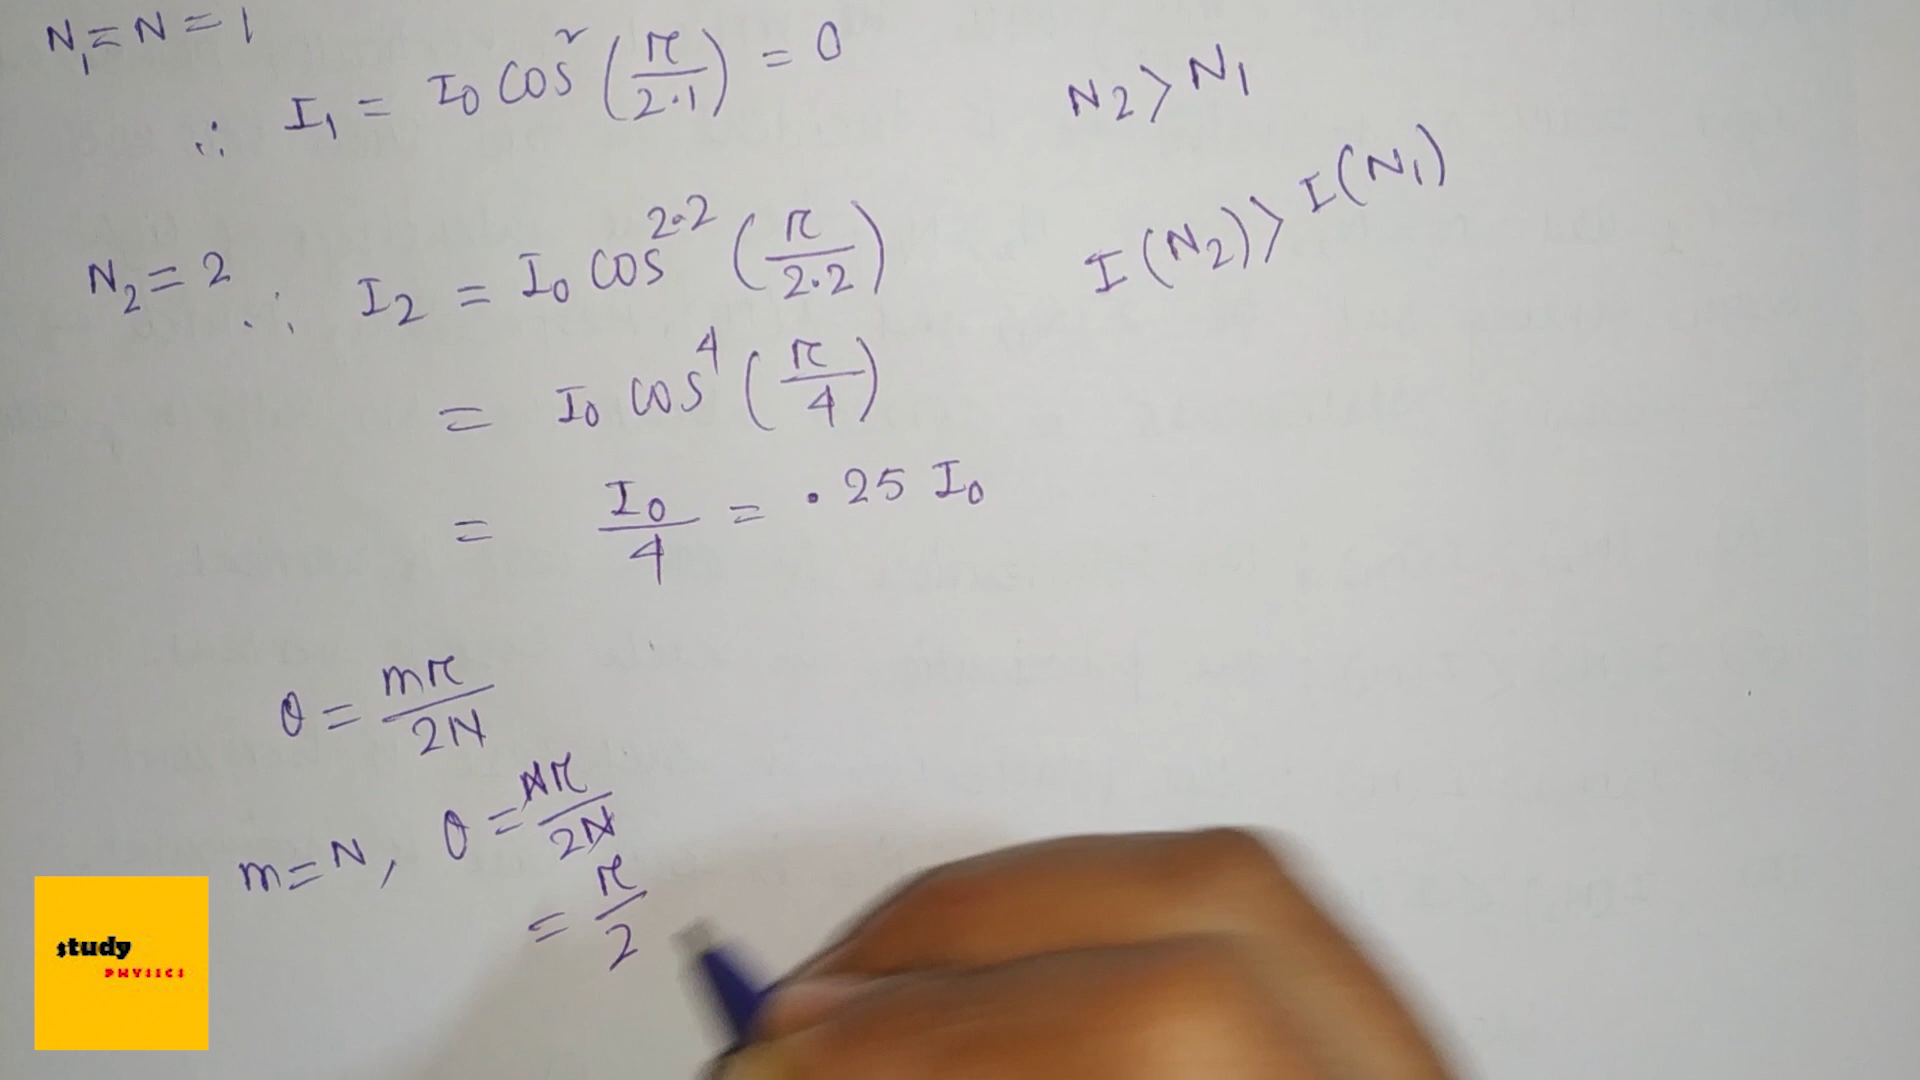 N₁ = N = 1
∴ I₁ = I₀ cos² (π/2·1) = 0
N₂ > N₁
I(N₂) > I(N₁)
N₂ = 2 ∴ I₂ = I₀ cos^2·2 (π/2·2)
= I₀ cos⁴ (π/4)
= I₀/4 = .25 I₀
θ = mπ/2N
m = N, θ = Nπ/2N
= π/2
study
PHYSICS